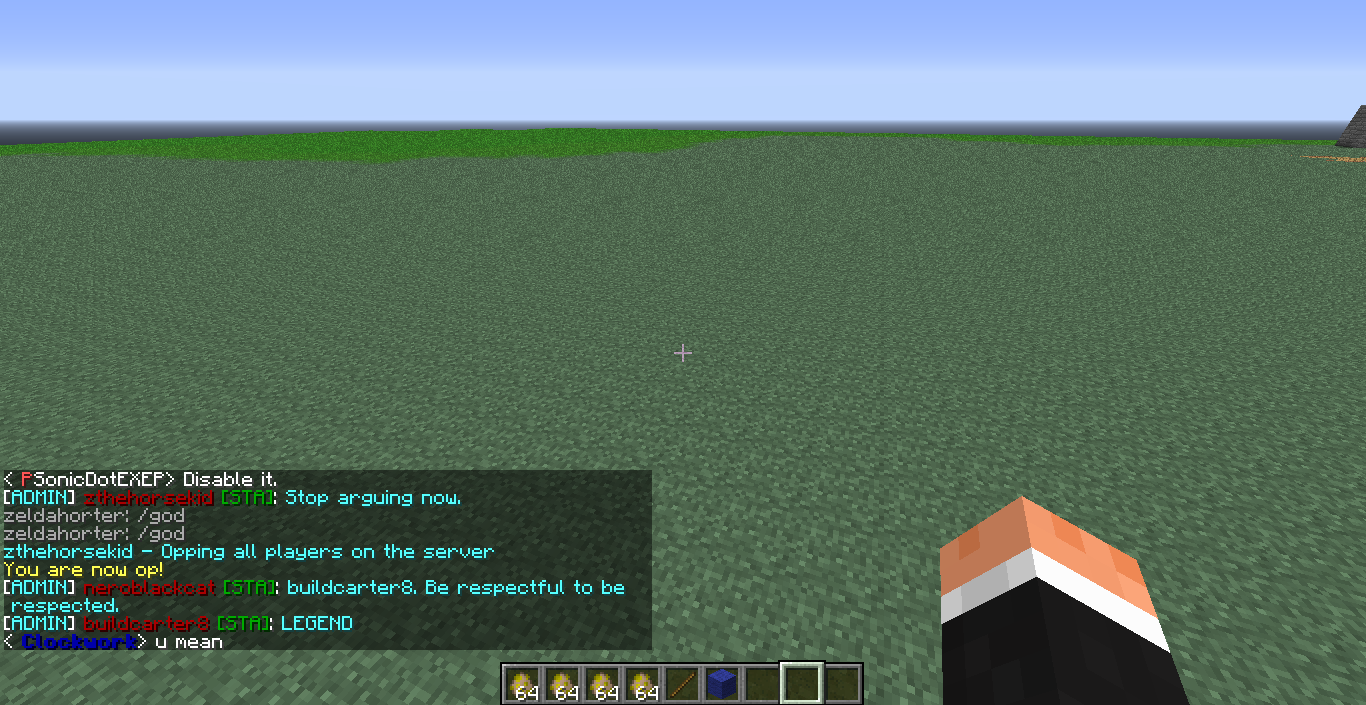 < PSonicDotEXEP> Disable it.
[ADMIN] zthehorsekid [STA]: Stop arguing now.
zeldahorter: /god
zeldahorter: /god
zthehorsekid - Opping all players on the server
You are now op!
[ADMIN] neroblackcat [STA]: buildcarter8. Be respectful to be
respected.
[ADMIN] buildcarter8 [STA]: LEGEND
< Clockwork> u mean
64 64 64 64